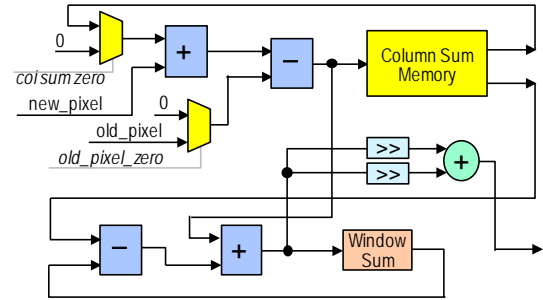 0
col sum zero
new_pixel
+
−
Column Sum
Memory
0
old_pixel
old_pixel_zero
>>
>>
+
−
+
Window
Sum